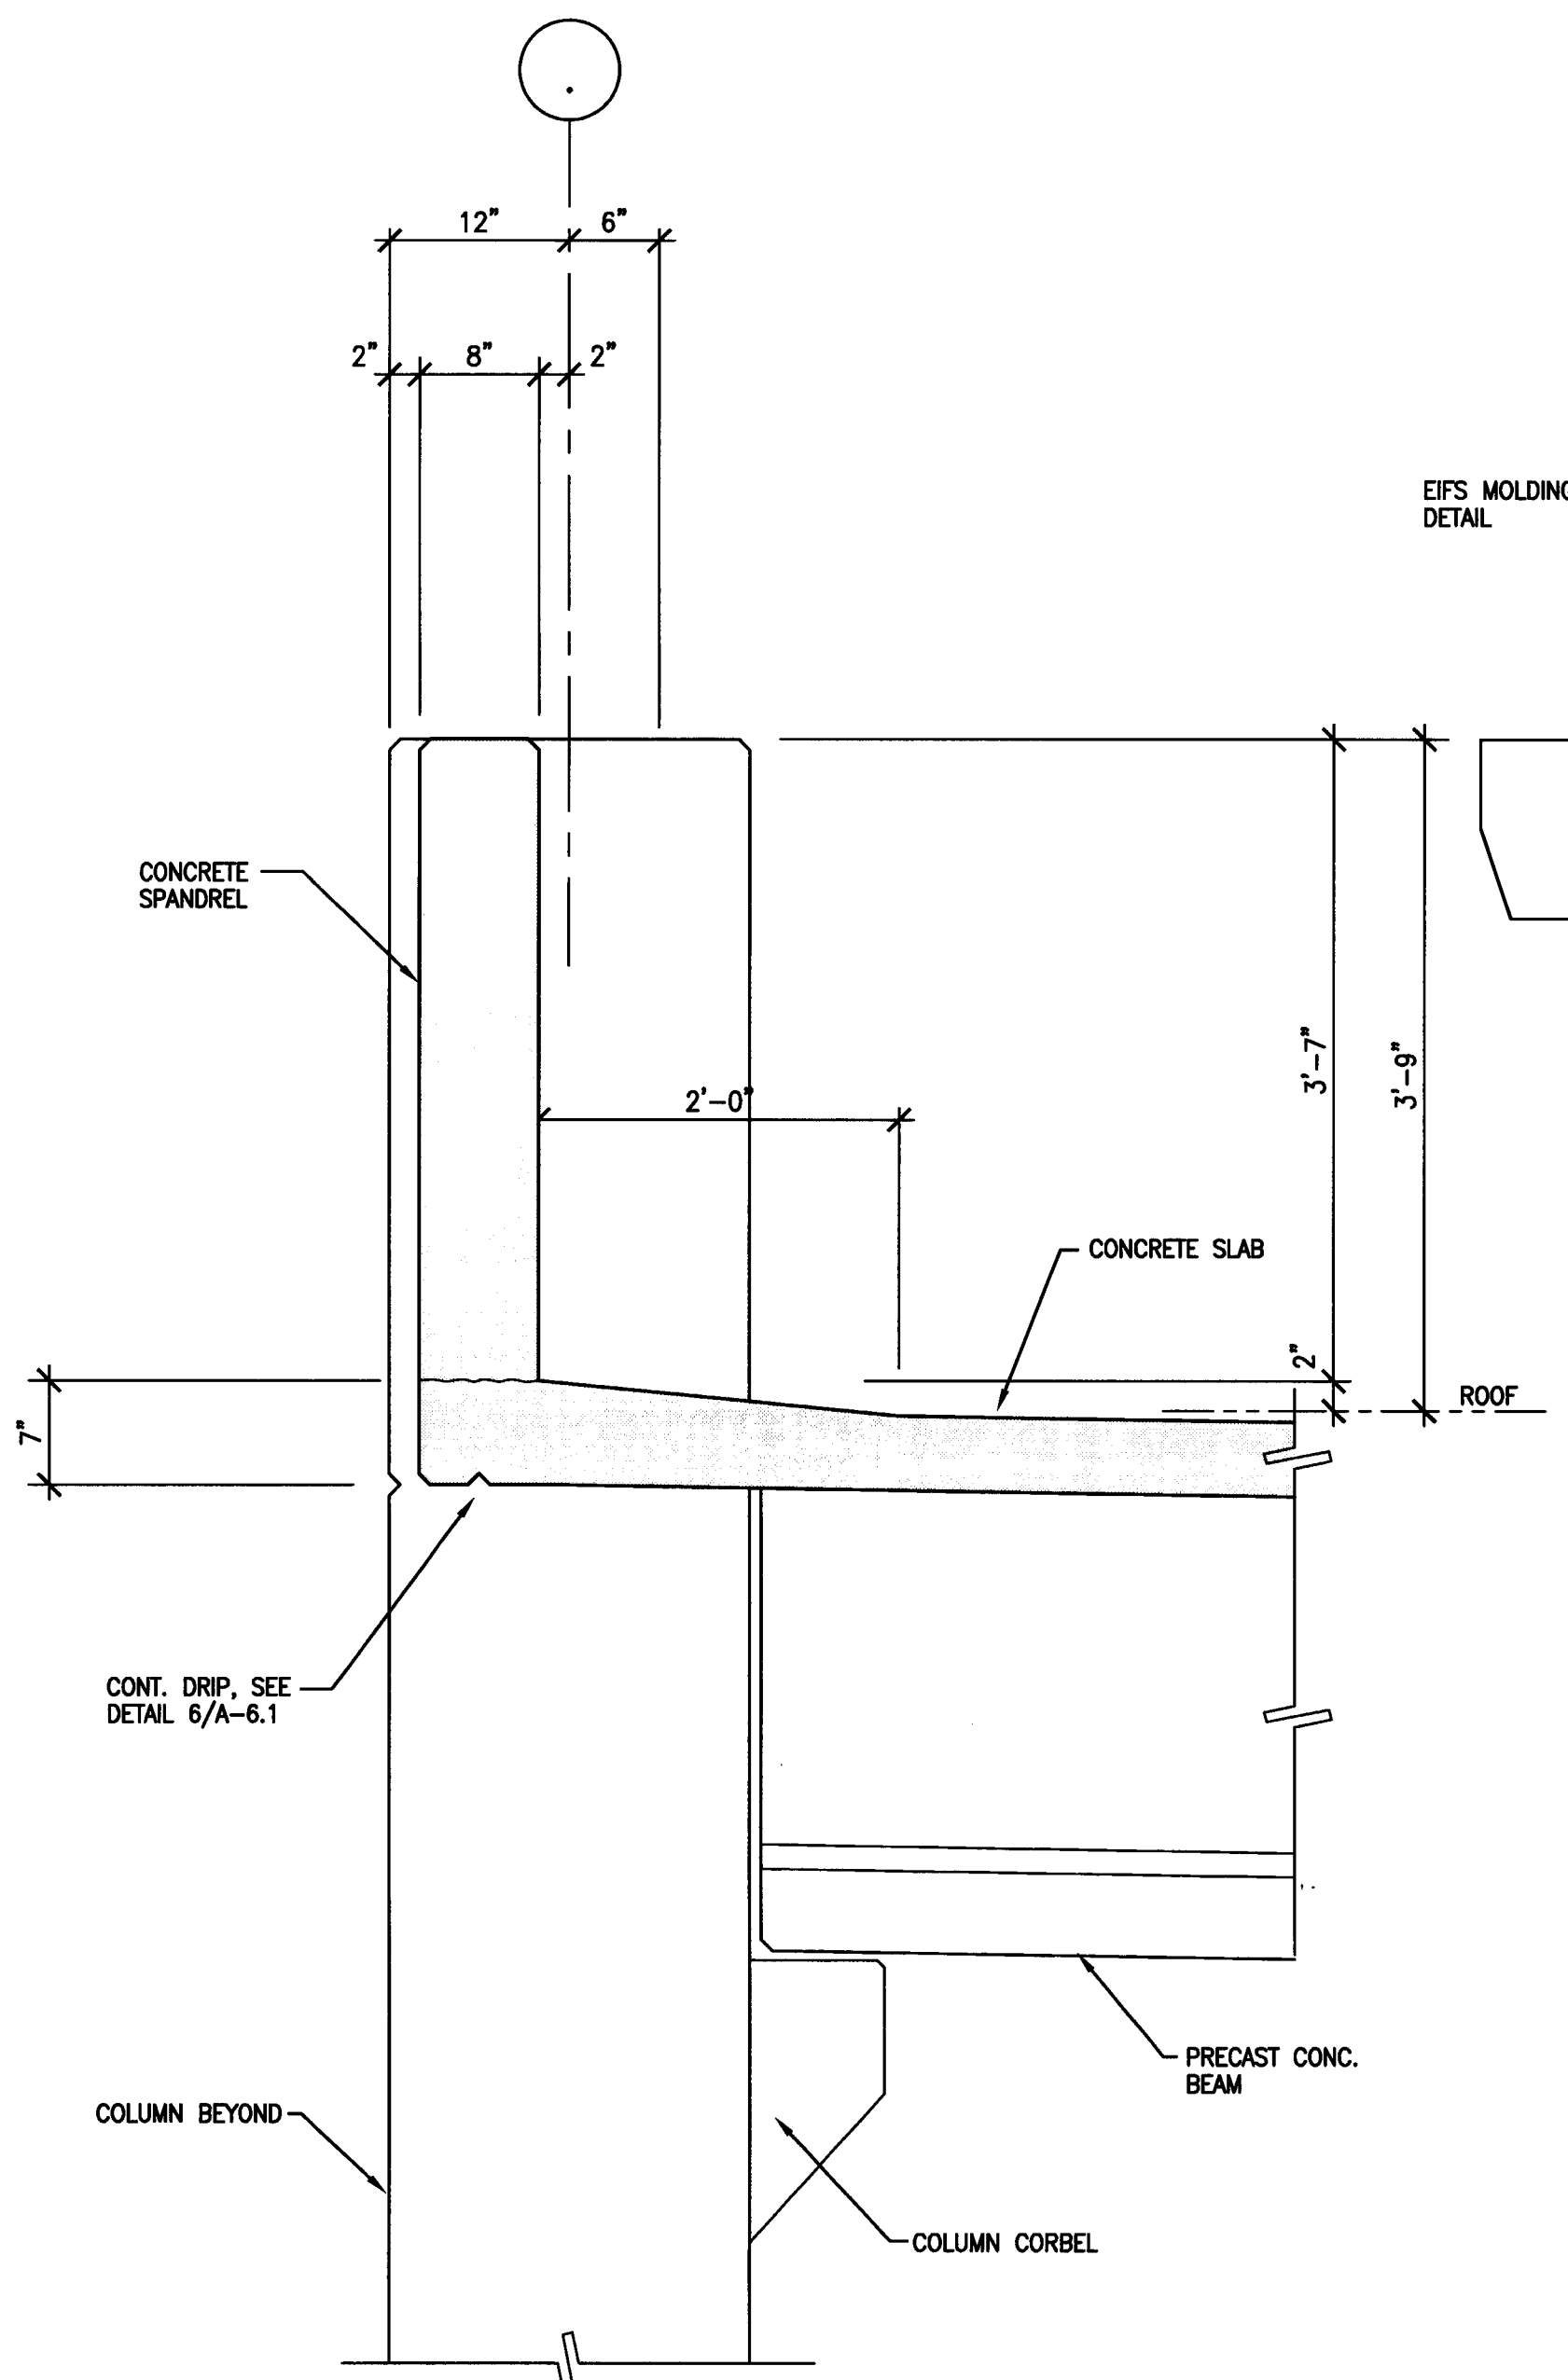 12" 6"
2" 8" 2"
EIFS MOLDING
DETAIL
CONCRETE
SPANDREL
3'-7"
3'-9"
2'-0"
CONCRETE SLAB
2"
ROOF
7"
CONT. DRIP, SEE
DETAIL 6/A-6.1
PRECAST CONC.
BEAM
COLUMN BEYOND
COLUMN CORBEL